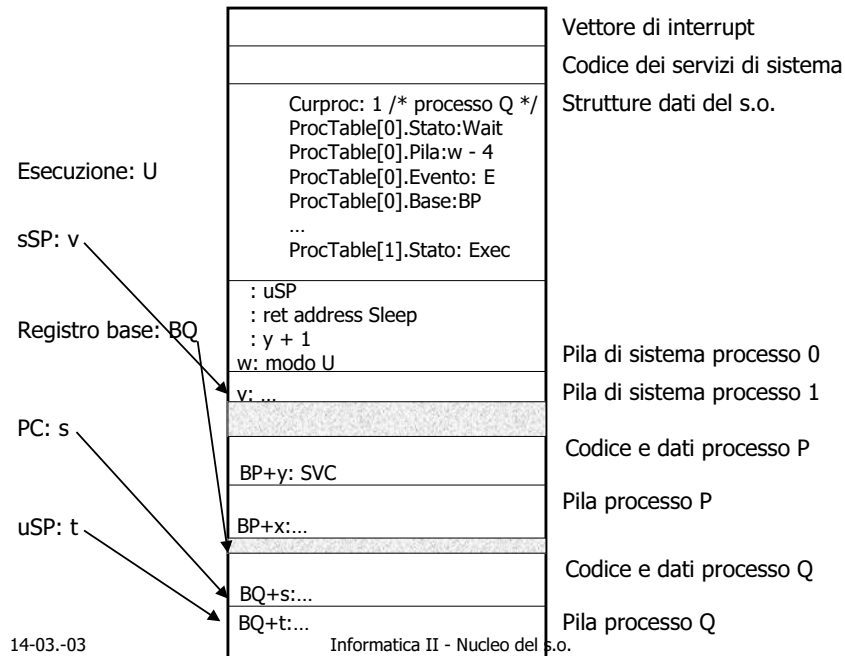 Vettore di interrupt
Codice dei servizi di sistema
Strutture dati del s.o.
Curproc: 1 /* processo Q */
ProcTable[0].Stato:Wait
ProcTable[0].Pila:w - 4
ProcTable[0].Evento: E
ProcTable[0].Base:BP
...
ProcTable[1].Stato: Exec
Esecuzione: U
sSP: v
Registro base: BQ
PC: s
uSP: t
: uSP
: ret address Sleep
: y + 1
w: modo U
Pila di sistema processo 0
v: ...
Pila di sistema processo 1
Codice e dati processo P
BP+y: SVC
Pila processo P
BP+x:...
Codice e dati processo Q
BQ+s:...
BQ+t:...
Pila processo Q
14-03.-03
Informatica II - Nucleo del s.o.